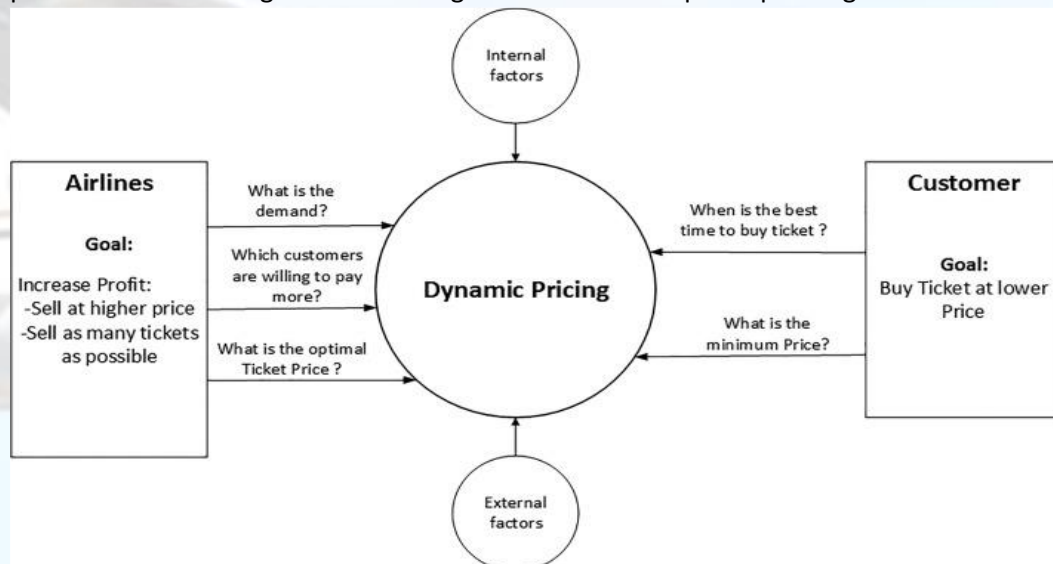 Internal
factors
Airlines
Goal:
Increase Profit:
-Sell at higher price
-Sell as many tickets
as possible
What is the
demand?
Which customers
are willing to pay
more?
What is the optimal
Ticket Price ?
Dynamic Pricing
When is the best
time to buy ticket ?
What is the
minimum Price?
Customer
Goal:
Buy Ticket at lower
Price
External
factors